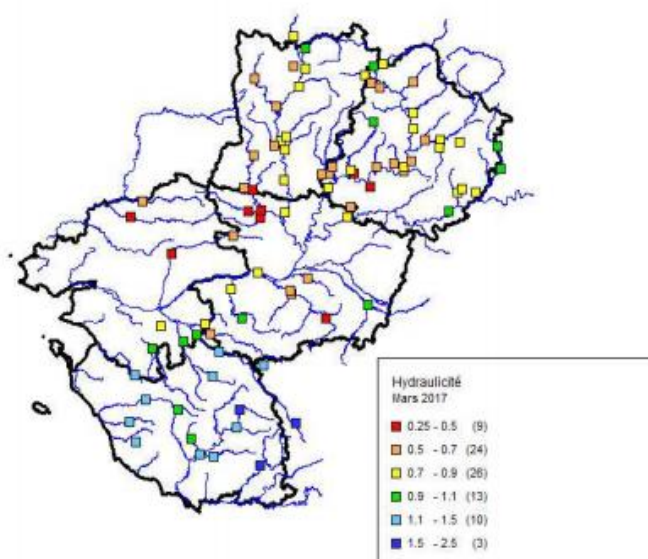 Hydraulicité
Mars 2017
0.25 - 0.5 (9)
0.5 - 0.7 (24)
0.7 - 0.9 (26)
0.9 - 1.1 (13)
1.1 - 1.5 (10)
1.5 - 2.5 (3)